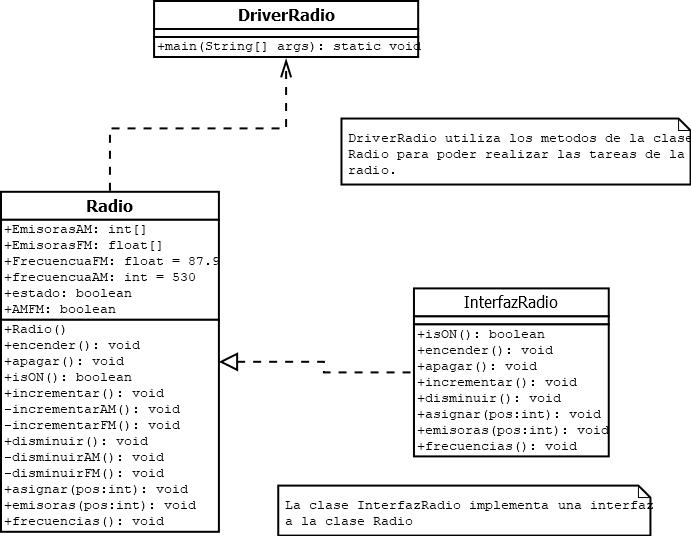 DriverRadio
+main(String[] args): static void
DriverRadio utiliza los metodos de la clase
Radio para poder realizar las tareas de la
radio.
Radio
+EmisorasAM: int[]
+EmisorasFM: float[]
+FrecuencuaFM: float = 87.9
+frecuenciaAM: int = 530
+estado: boolean
+AMFM: boolean
+Radio()
+encender(): void
+apagar(): void
+isON(): boolean
+incrementar(): void
-incrementarAM(): void
-incrementarFM(): void
+disminuir(): void
-disminuirAM(): void
-disminuirFM(): void
+asignar(pos:int): void
+emisoras(pos:int): void
+frecuencias(): void
InterfazRadio
+isON(): boolean
+encender(): void
+apagar(): void
+incrementar(): void
+disminuir(): void
+asignar(pos:int): void
+emisoras(pos:int): void
+frecuencias(): void
La clase InterfazRadio implementa una interfaz
a la clase Radio